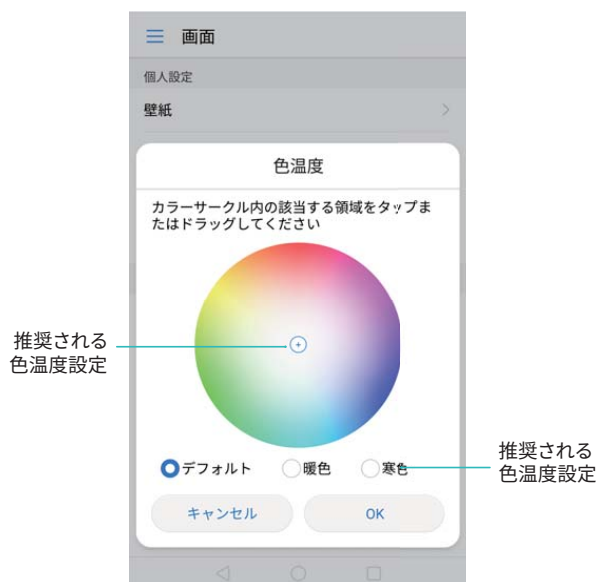 画面
個人設定
壁紙
色温度
カラーサークル内の該当する領域をタップま
たはドラッグしてください
推奨される
色温度設定
デフォルト 暖色 寒色
推奨される
色温度設定
キャンセル OK